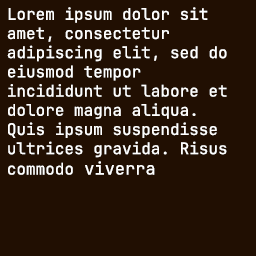 Lorem ipsum dolor sit
amet, consectetur
adipiscing elit, sed do
eiusmod tempor
incididunt ut labore et
dolore magna aliqua.
Quis ipsum suspendisse
ultrices gravida. Risus
commodo viverra